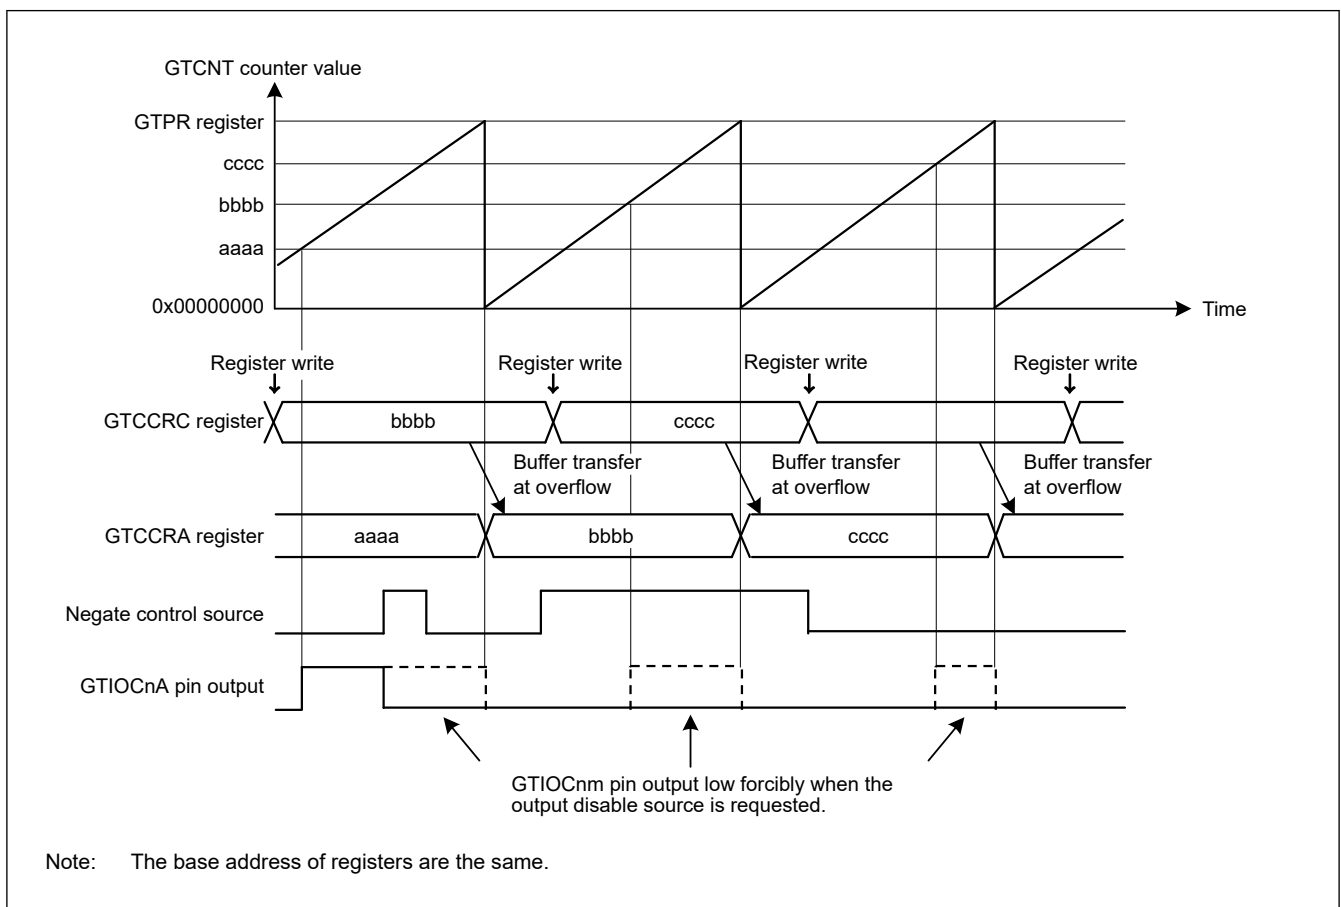 GTCNT counter value
GTPR register
cccc
bbbb
aaaa
0x00000000
Time
Register write
Register write
Register write
Register write
GTCCRC register
bbbb
cccc
Buffer transfer
at overflow
Buffer transfer
at overflow
Buffer transfer
at overflow
GTCCRA register
aaaa
bbbb
cccc
Negate control source
GTIOCnA pin output
GTIOCnm pin output low forcibly when the
output disable source is requested.
Note: The base address of registers are the same.